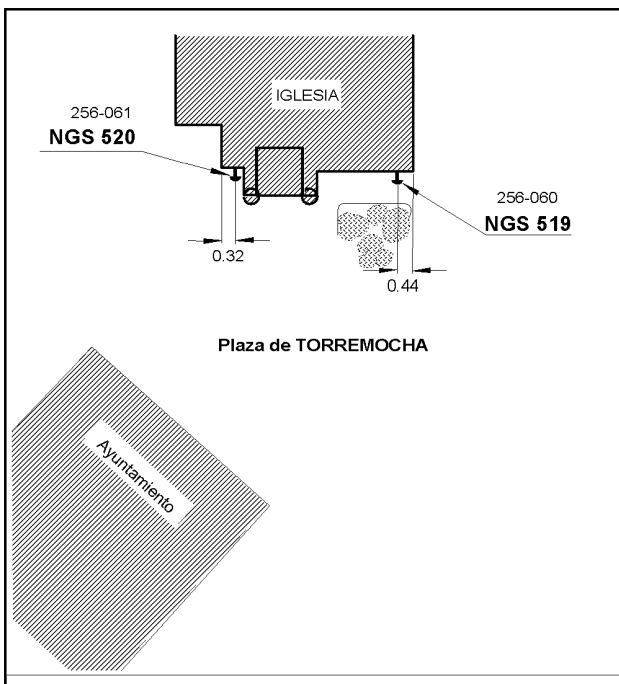 IGLESIA
256-061
NGS 520
256-060
NGS 519
0.32
0.44
Plaza de TORREMOCHA
Ayuntamiento